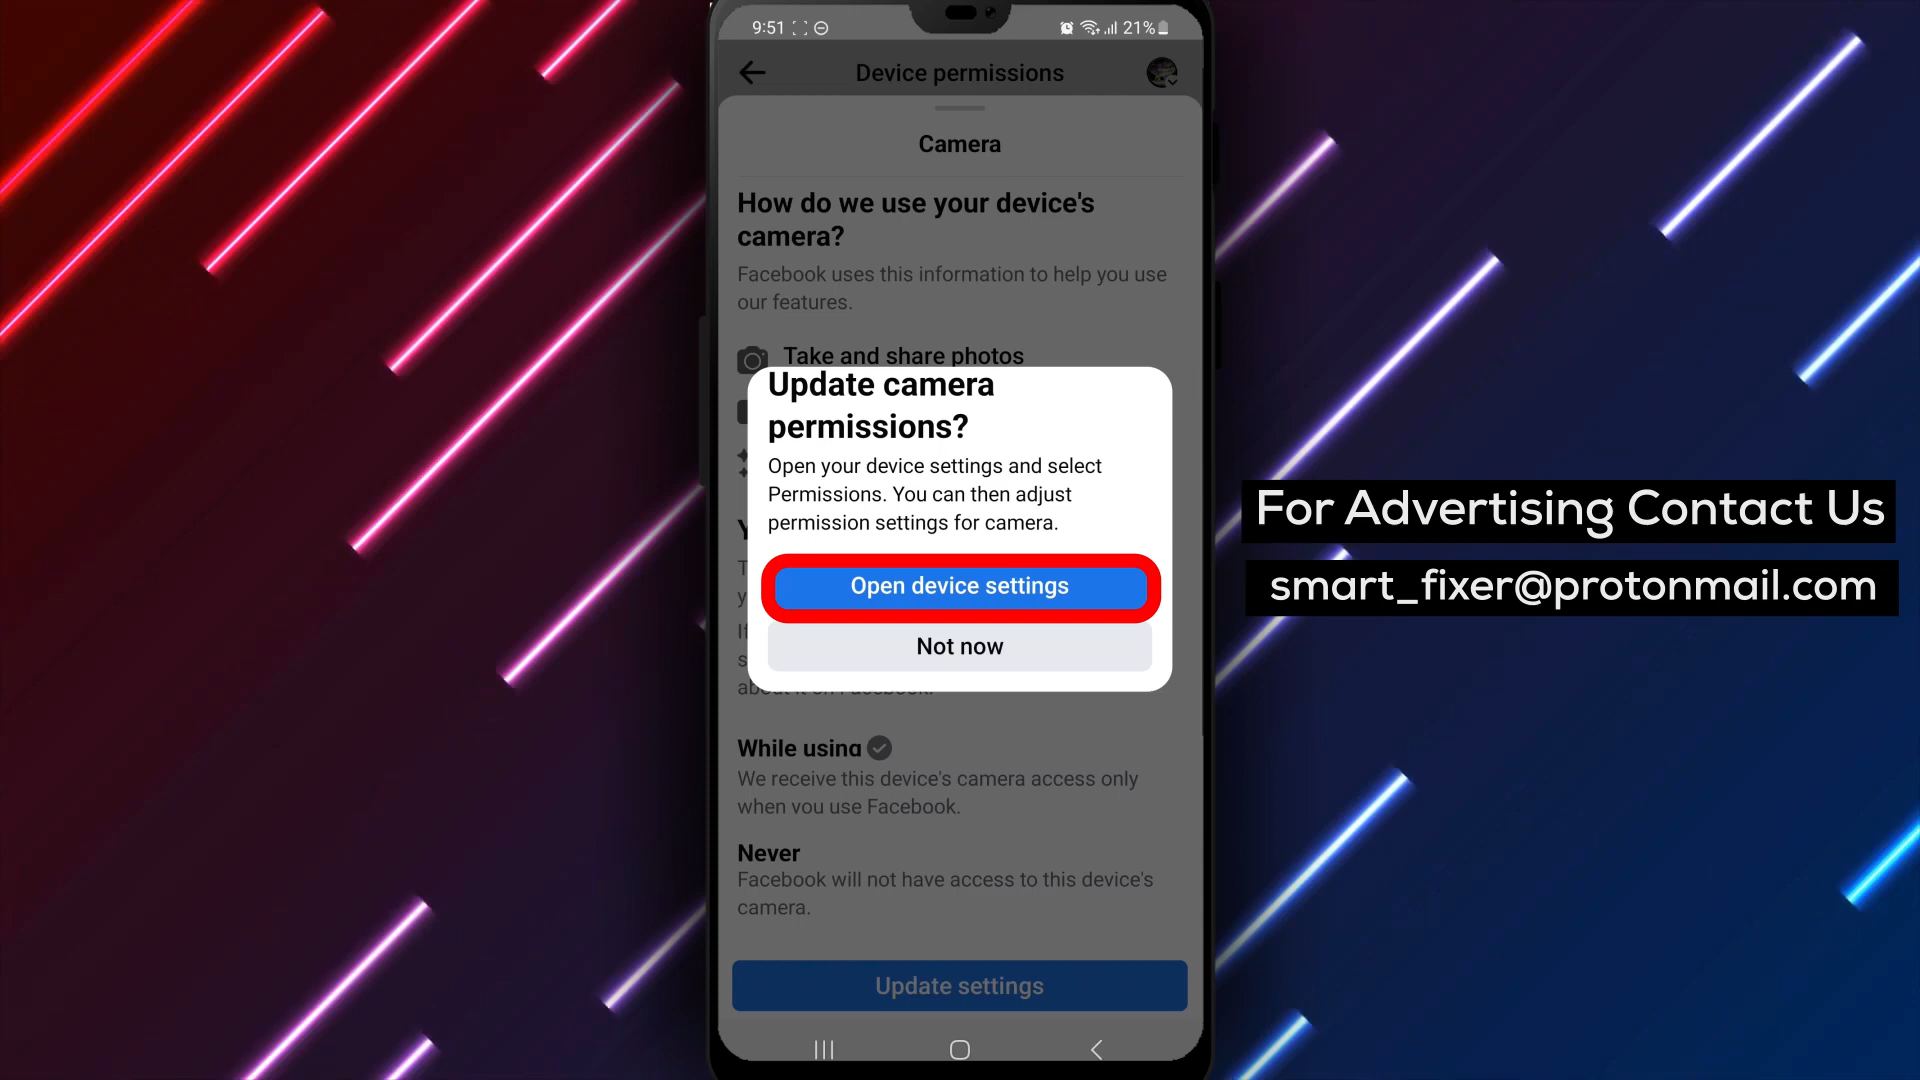 9:51
21%
Device permissions
Camera
How do we use your device's
camera?
Facebook uses this information to help you use
our features.
Take and share photos
Update camera
permissions?
Open your device settings and select
Permissions. You can then adjust
permission settings for camera.
Open device settings
Not now
While using
We receive this device's camera access only
when you use Facebook.
Never
Facebook will not have access to this device's
camera.
Update settings
For Advertising Contact Us
smart_fixer@protonmail.com